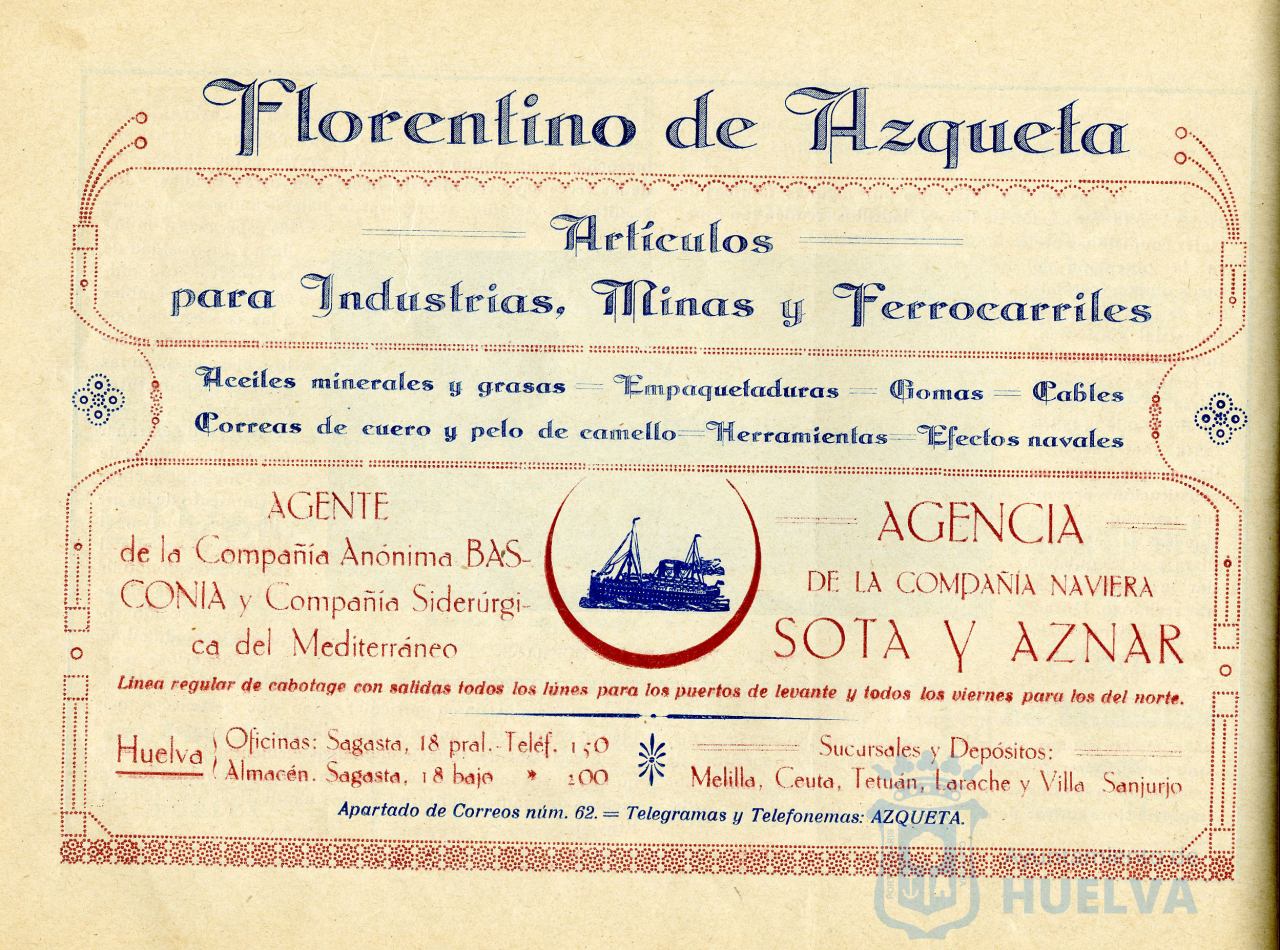 Florentino de Azqueta
Artículos
para Industrias, Minas y Ferrocarriles
Aceites minerales y grasas = Empaquetaduras = Gomas = Cables
Correas de cuero y pelo de camello=Herramientas=Efectos navales
AGENTE
de la Compañía Anónima BAS-
CONIA y Compañía Siderúrgi-
ca del Mediterráneo
AGENCIA
DE LA COMPAÑÍA NAVIERA
SOTA Y AZNAR
Línea regular de cabotage con salidas todos los lúnes para los puertos de levante y todos los viernes para los del norte.
Huelva
Oficinas: Sagasta, 18 pral.-Teléf. 150
Almacén. Sagasta, 18 bajo » 200
Sucursales y Depósitos:
Melilla, Ceuta, Tetuán, Larache y Villa Sanjurjo
Apartado de Correos núm. 62. = Telegramas y Telefonemas: AZQUETA.
HUELVA